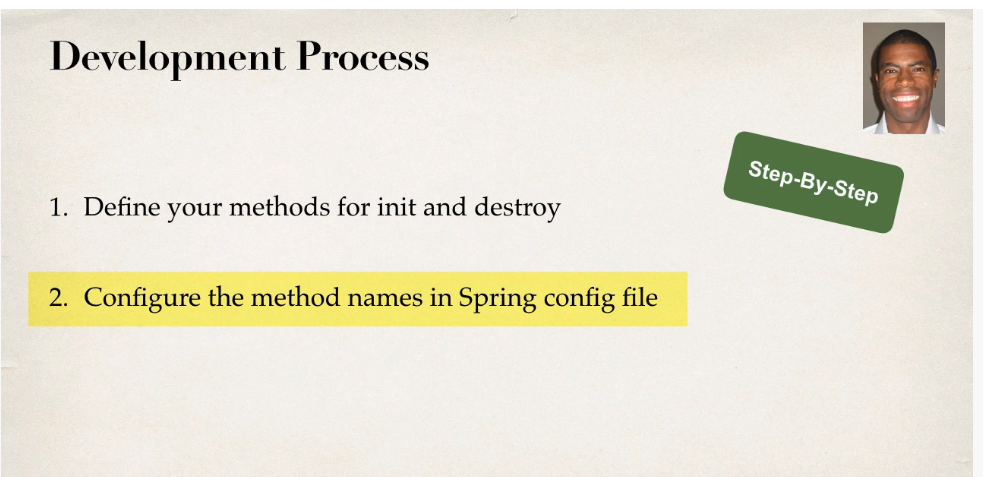 Development Process
Step-By-Step
1. Define your methods for init and destroy
2. Configure the method names in Spring config file